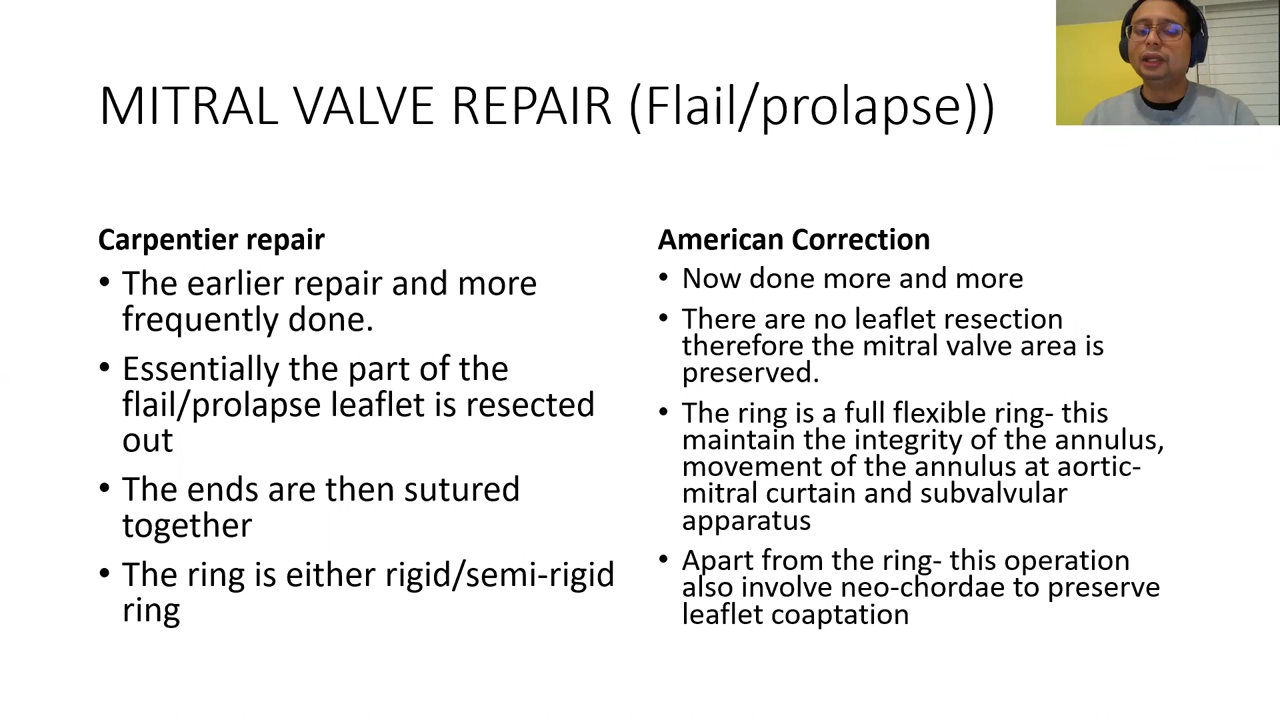 MITRAL VALVE REPAIR (Flail/prolapse))
Carpentier repair
• The earlier repair and more
frequently done.
• Essentially the part of the
flail/prolapse leaflet is resected
out
• The ends are then sutured
together
• The ring is either rigid/semi-rigid
ring
American Correction
• Now done more and more
• There are no leaflet resection
therefore the mitral valve area is
preserved.
• The ring is a full flexible ring- this
maintain the integrity of the annulus,
movement of the annulus at aortic-
mitral curtain and subvalvular
apparatus
• Apart from the ring- this operation
also involve neo-chordae to preserve
leaflet coaptation